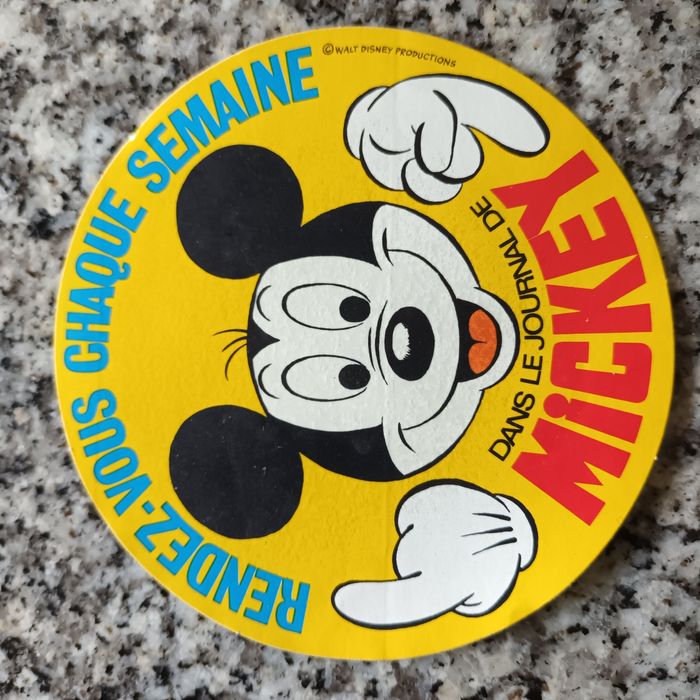 ©WALT DISNEY PRODUCTIONS
RENDEZ-VOUS CHAQUE SEMAINE
DANS LE JOURNAL DE
MiCKEY